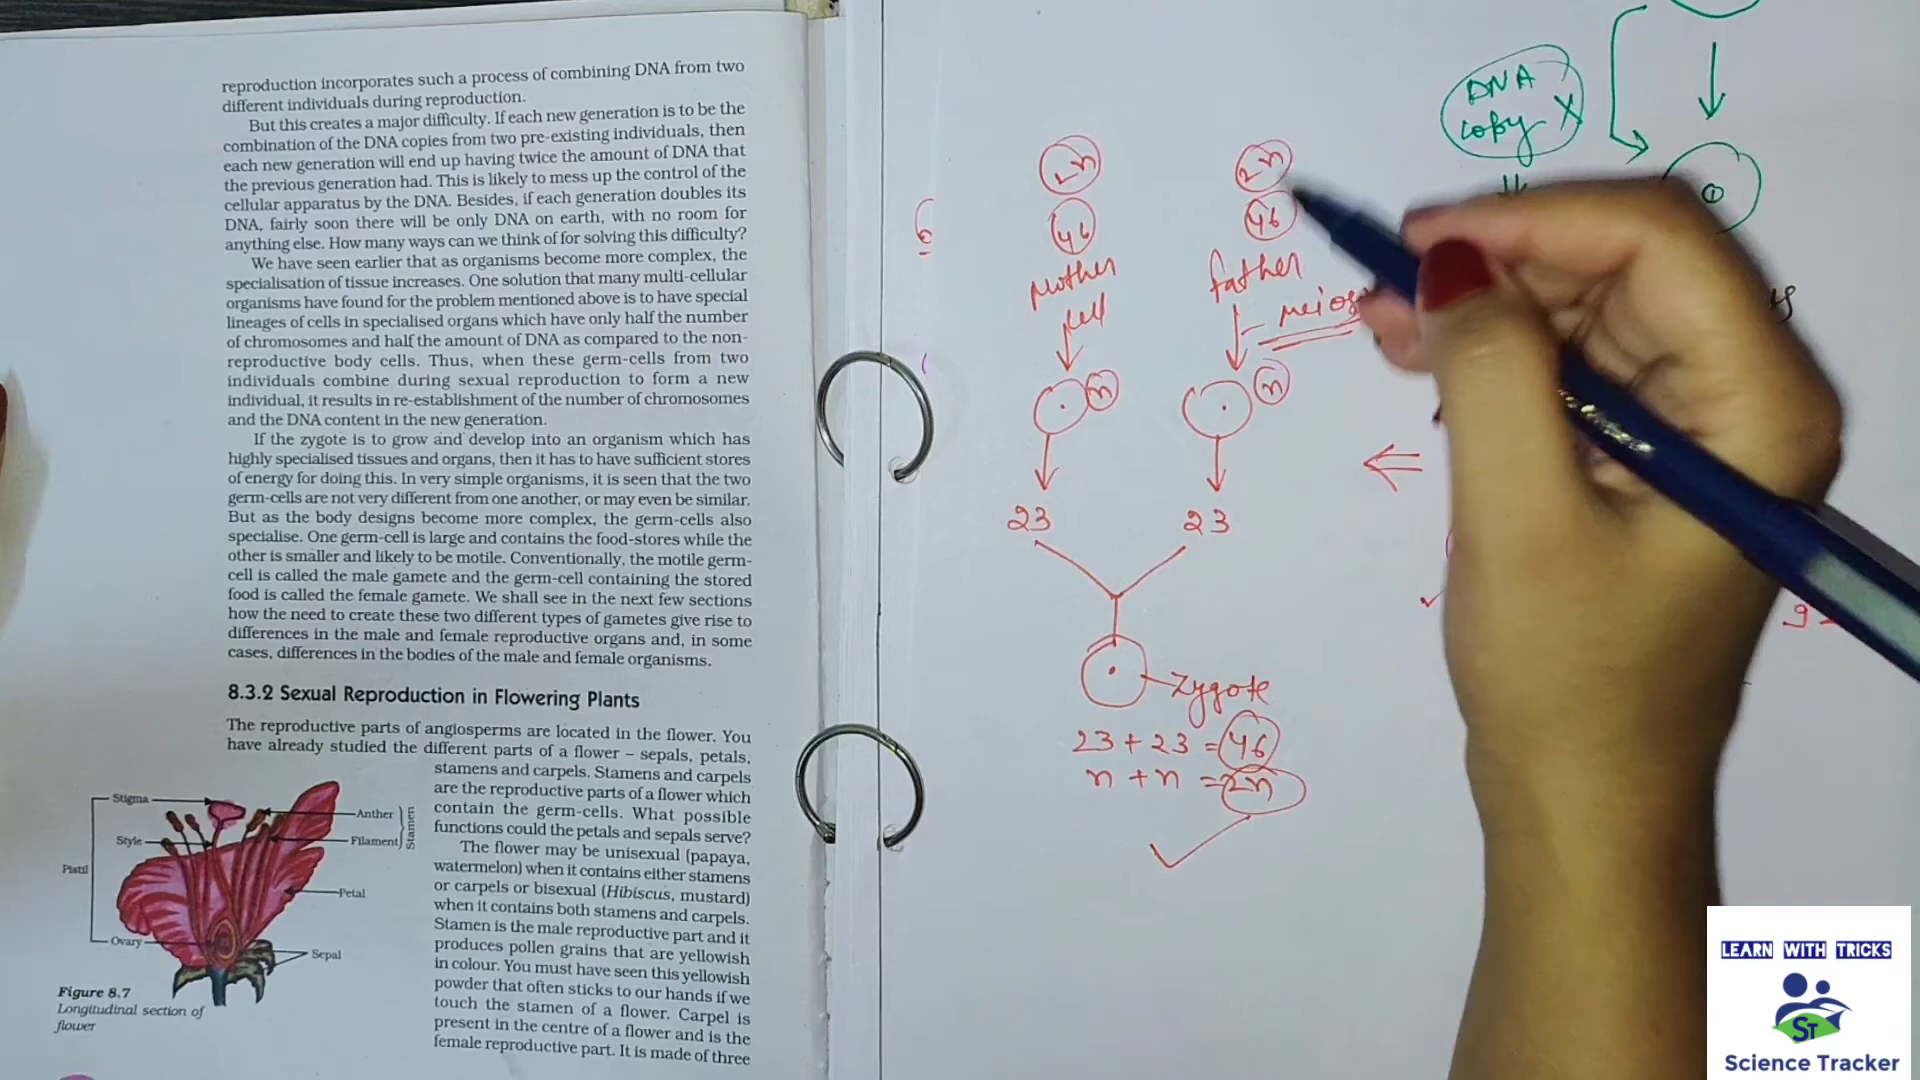 reproduction incorporates such a process of combining DNA from two
different individuals during reproduction.
But this creates a major difficulty. If each new generation is to be the
combination of the DNA copies from two pre-existing individuals, then
each new generation will end up having twice the amount of DNA that
the previous generation had. This is likely to mess up the control of the
cellular apparatus by the DNA. Besides, if each generation doubles its
DNA, fairly soon there will be only DNA on earth, with no room for
anything else. How many ways can we think of for solving this difficulty?
We have seen earlier that as organisms become more complex, the
specialisation of tissue increases. One solution that many multi-cellular
organisms have found for the problem mentioned above is to have special
lineages of cells in specialised organs which have only half the number
of chromosomes and half the amount of DNA as compared to the non-
reproductive body cells. Thus, when these germ-cells from two
individuals combine during sexual reproduction to form a new
individual, it results in re-establishment of the number of chromosomes
and the DNA content in the new generation.
If the zygote is to grow and develop into an organism which has
highly specialised tissues and organs, then it has to have sufficient stores
of energy for doing this. In very simple organisms, it is seen that the two
germ-cells are not very different from one another, or may even be similar.
But as the body designs become more complex, the germ-cells also
specialise. One germ-cell is large and contains the food-stores while the
other is smaller and likely to be motile. Conventionally, the motile germ-
cell is called the male gamete and the germ-cell containing the stored
food is called the female gamete. We shall see in the next few sections
how the need to create these two different types of gametes give rise to
differences in the male and female reproductive organs and, in some
cases, differences in the bodies of the male and female organisms.
8.3.2 Sexual Reproduction in Flowering Plants
The reproductive parts of angiosperms are located in the flower. You
have already studied the different parts of a flower – sepals, petals,
stamens and carpels. Stamens and carpels
are the reproductive parts of a flower which
contain the germ-cells. What possible
functions could the petals and sepals serve?
The flower may be unisexual (papaya,
watermelon) when it contains either stamens
or carpels or bisexual (Hibiscus, mustard)
when it contains both stamens and carpels.
Stamen is the male reproductive part and it
produces pollen grains that are yellowish
in colour. You must have seen this yellowish
powder that often sticks to our hands if we
touch the stamen of a flower. Carpel is
present in the centre of a flower and is the
female reproductive part. It is made of three
Stigma
Style
Pistil
Ovary
Anther
Filament
Stamen
Petal
Sepal
Figure 8.7
Longitudinal section of
flower
2n 2n
46 46
Mother father
cell
meios
n n
23 23
Zygote
23 + 23 = 46
n + n = 2n
DNA
copy X
1
LEARN WITH TRICKS
ST
Science Tracker